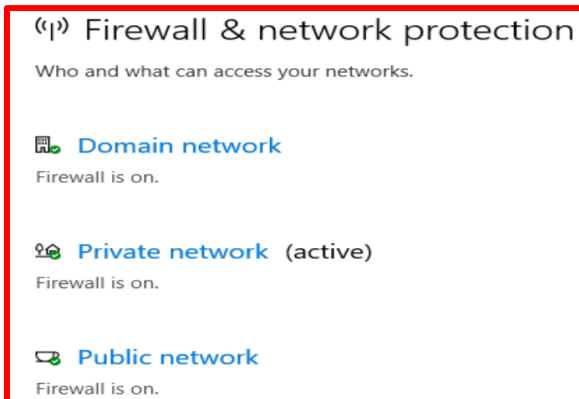 Firewall & network protection
Who and what can access your networks.
Domain network
Firewall is on.
Private network (active)
Firewall is on.
Public network
Firewall is on.